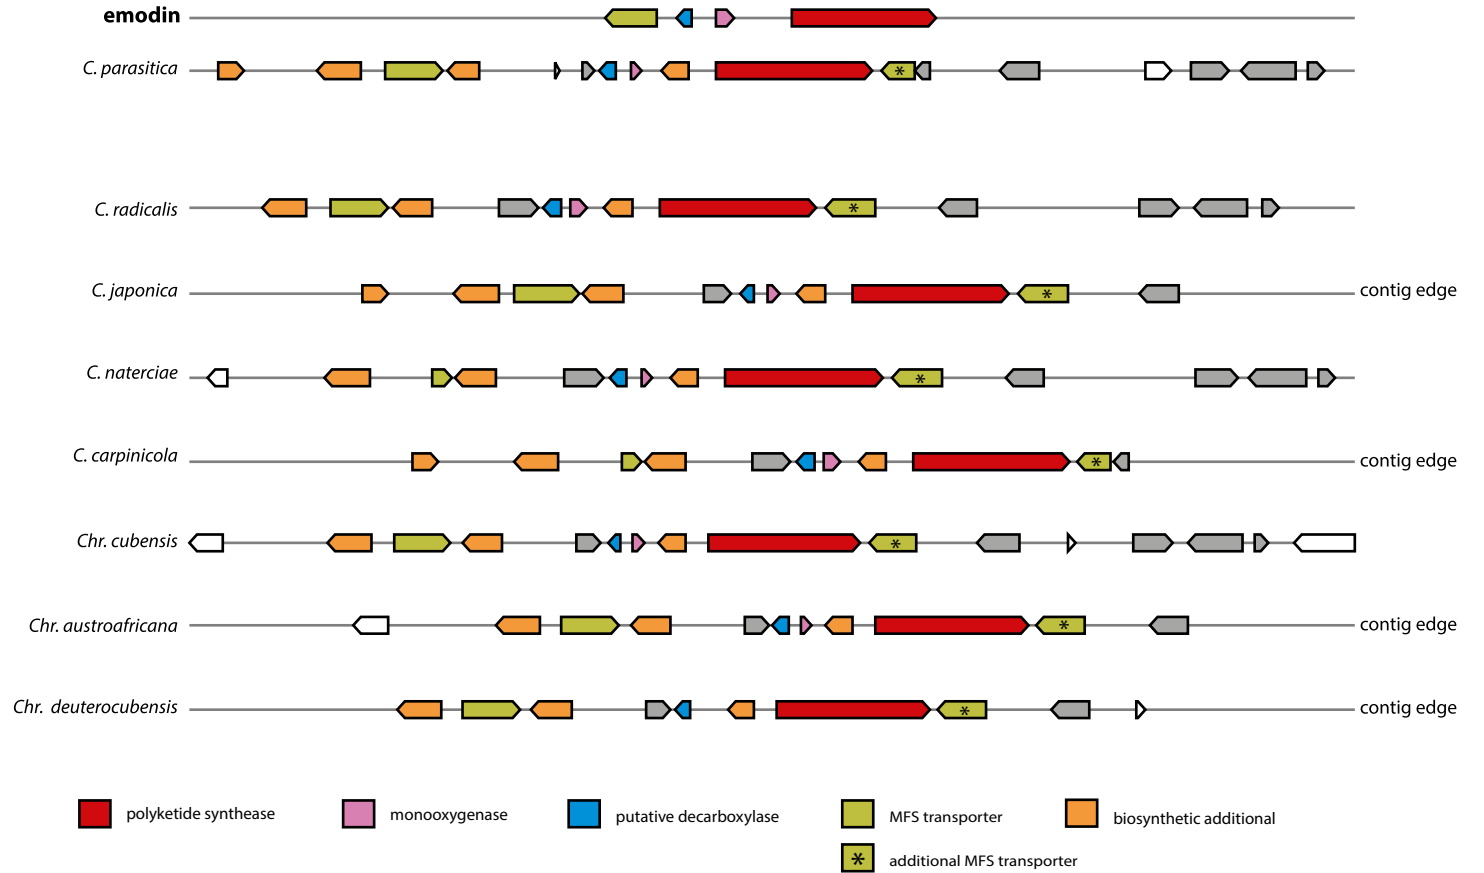 emodin
C. parasitica
C. radicalis
C. japonica
contig edge
C. naterciae
C. carpinicola
contig edge
Chr. cubensis
Chr. austroafricana
contig edge
Chr. deuterocubensis
contig edge
polyketide synthease
monooxygenase
putative decarboxylase
MFS transporter
biosynthetic additional
* additional MFS transporter